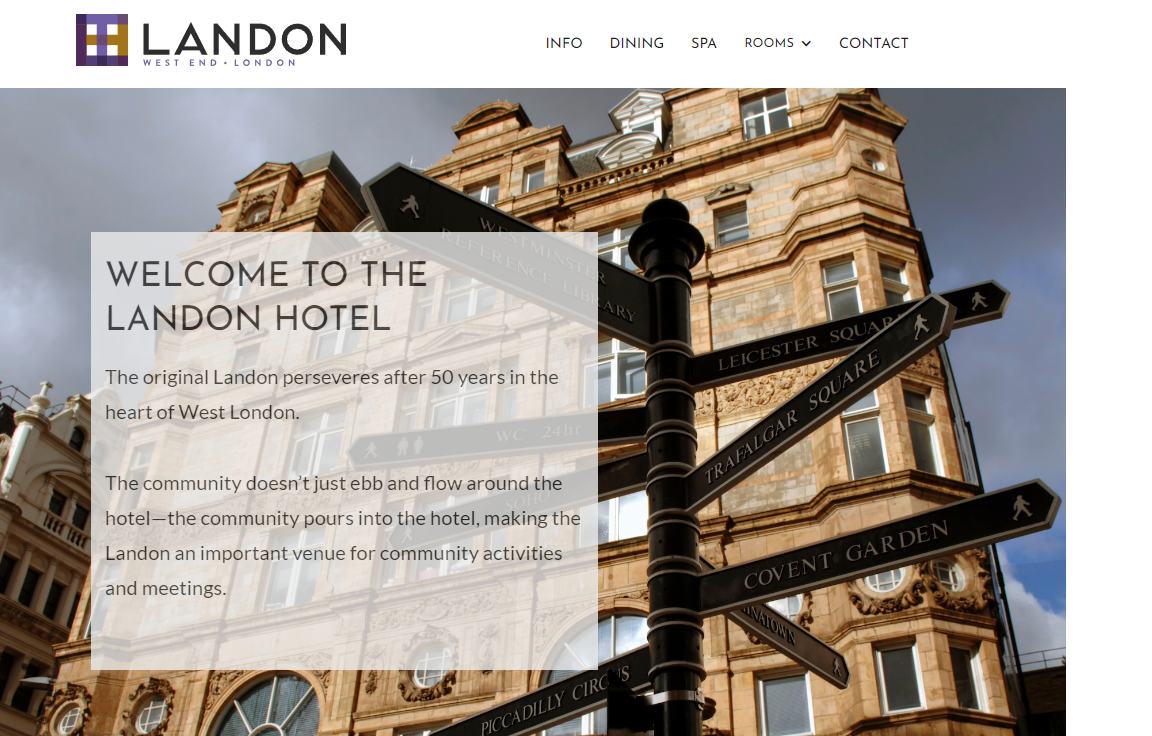 LANDON
WEST END • LONDON
INFO
DINING
SPA
ROOMS
CONTACT
WELCOME TO THE
LANDON HOTEL
The original Landon perseveres after 50 years in the
heart of West London.
The community doesn't just ebb and flow around the
hotel—the community pours into the hotel, making the
Landon an important venue for community activities
and meetings.
WESTMINSTER
REFERENCE LIBRARY
LEICESTER SQUAR
TRAFALGAR SQUARE
WC 24hr
SOHO
COVENT GARDEN
INATOWN
PICCADILLY CIRCUS